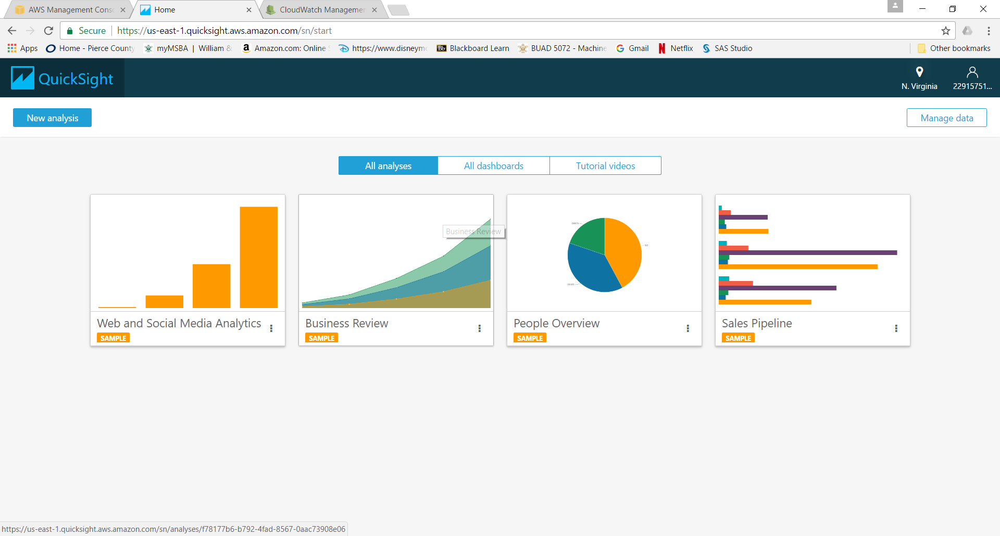 AWS Management Conso
Home
CloudWatch Managemen
Secure
https://us-east-1.quicksight.aws.amazon.com/sn/start
Apps
Home - Pierce County
myMSBA | William &
Amazon.com: Online S
https://www.disneymo
Bb Blackboard Learn
BUAD 5072 - Machine
Gmail
Netflix
SAS Studio
Other bookmarks
QuickSight
N. Virginia
22915751...
New analysis
Manage data
All analyses
All dashboards
Tutorial videos
Business Review
Web and Social Media Analytics
SAMPLE
Business Review
SAMPLE
People Overview
SAMPLE
Sales Pipeline
SAMPLE
https://us-east-1.quicksight.aws.amazon.com/sn/analyses/f78177b6-b792-4fad-8567-0aac73908e06